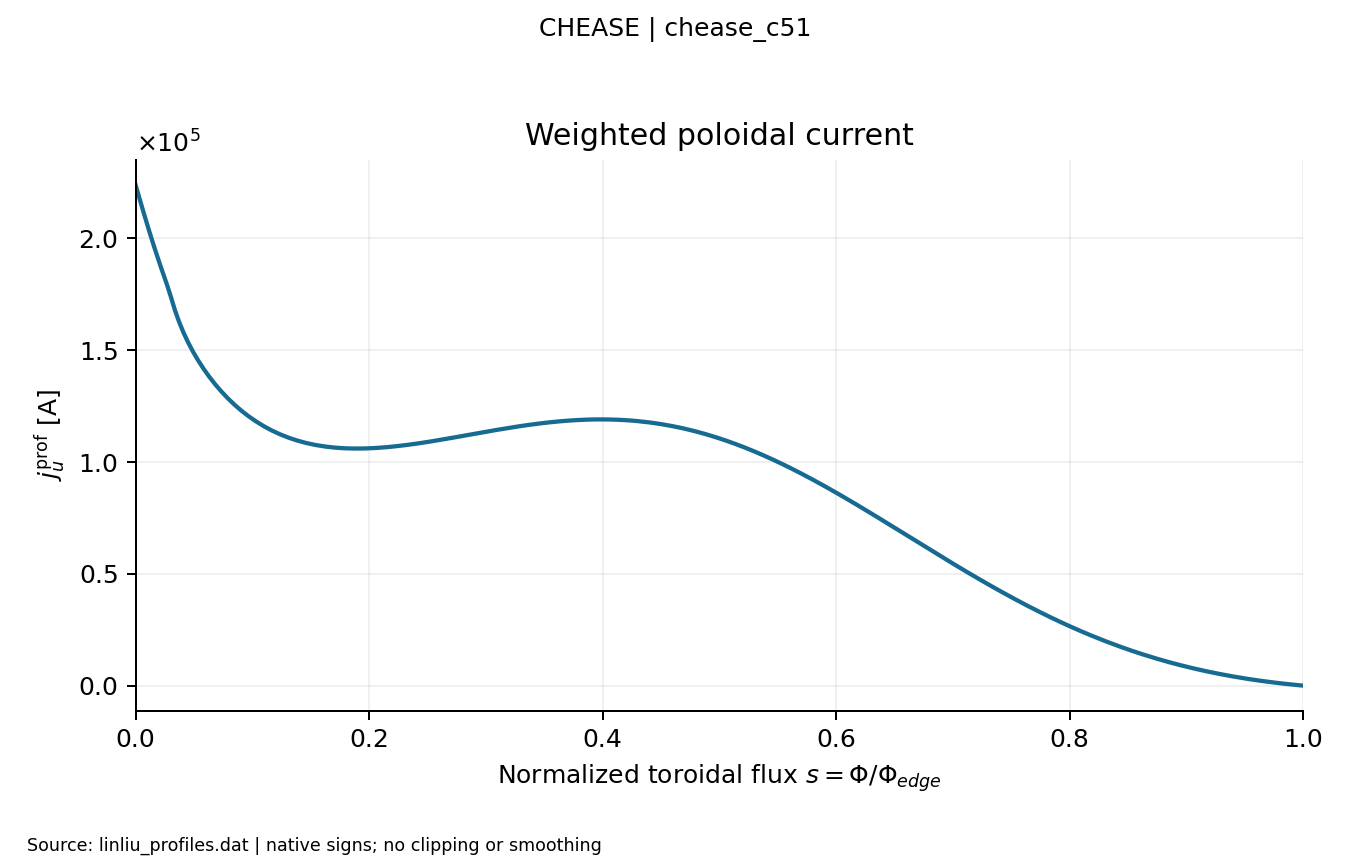 CHEASE | chease_c51
Weighted poloidal current
×10⁵
2.0
1.5
1.0
0.5
0.0
j_u^prof [A]
0.0 0.2 0.4 0.6 0.8 1.0
Normalized toroidal flux s = Φ/Φ_edge
Source: linliu_profiles.dat | native signs; no clipping or smoothing